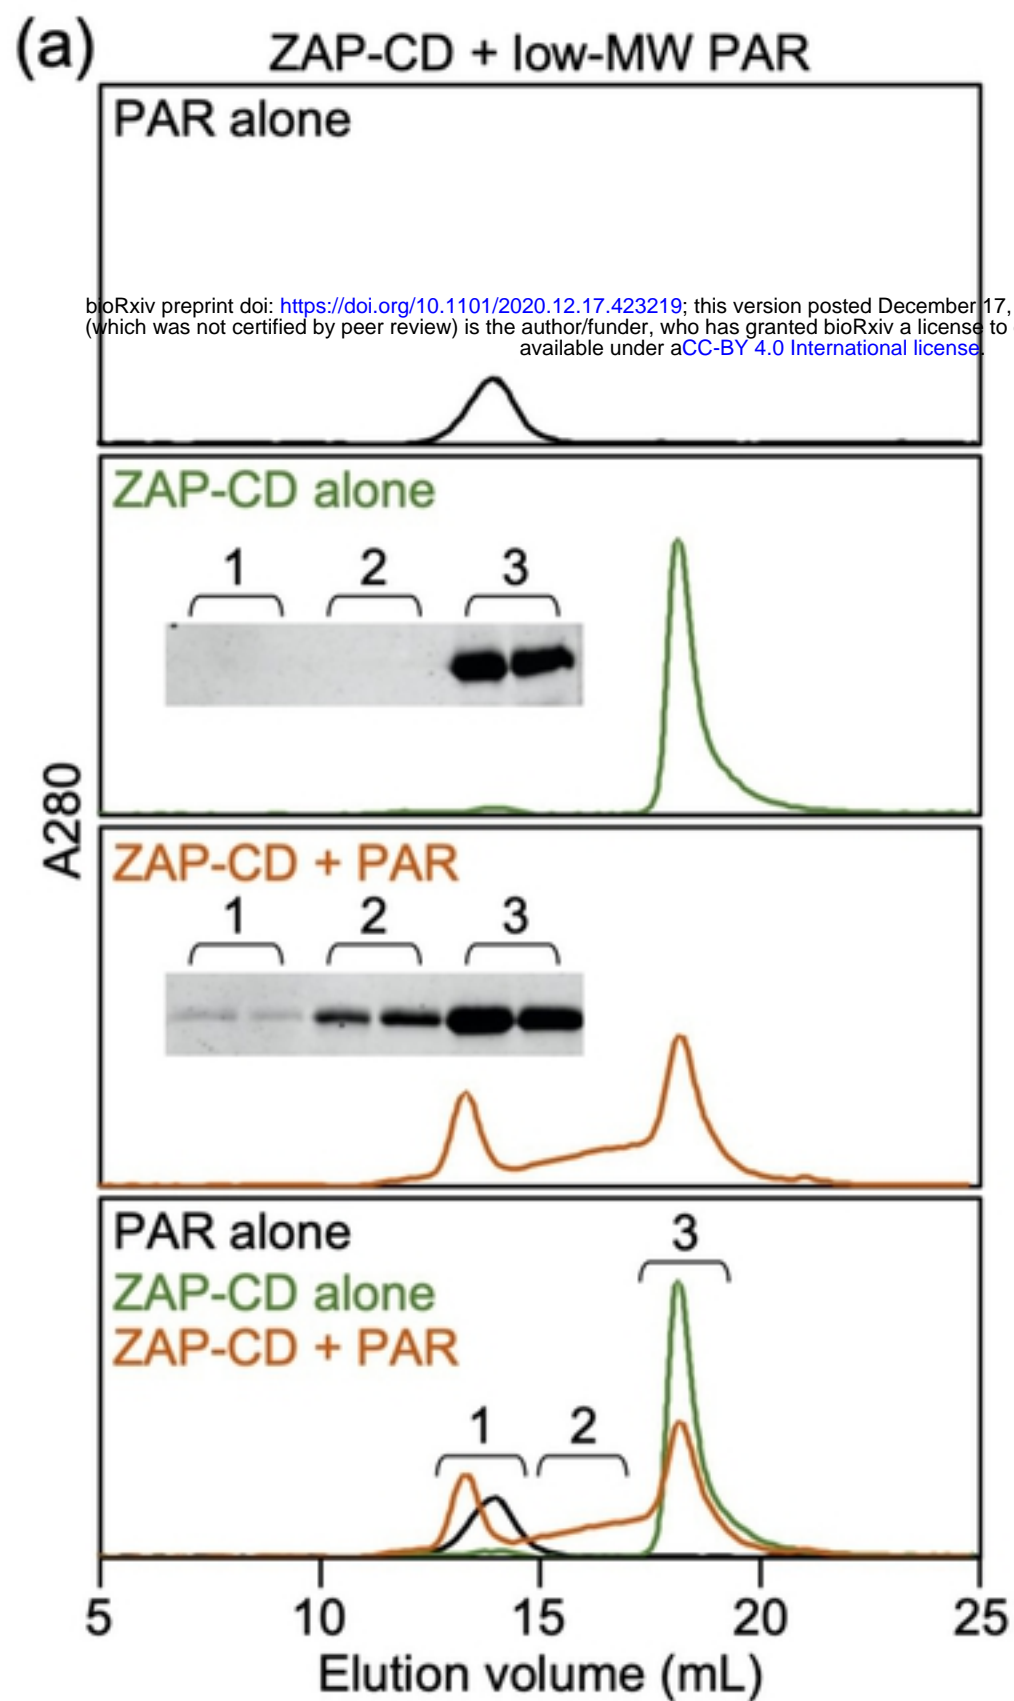 (a)
ZAP-CD + low-MW PAR
PAR alone
bioRxiv preprint doi: https://doi.org/10.1101/2020.12.17.423219; this version posted December 17,
(which was not certified by peer review) is the author/funder, who has granted bioRxiv a license to
available under aCC-BY 4.0 International license.
ZAP-CD alone
1 2 3
A280
ZAP-CD + PAR
1 2 3
PAR alone
ZAP-CD alone
ZAP-CD + PAR
1 2 3
5 10 15 20 25
Elution volume (mL)